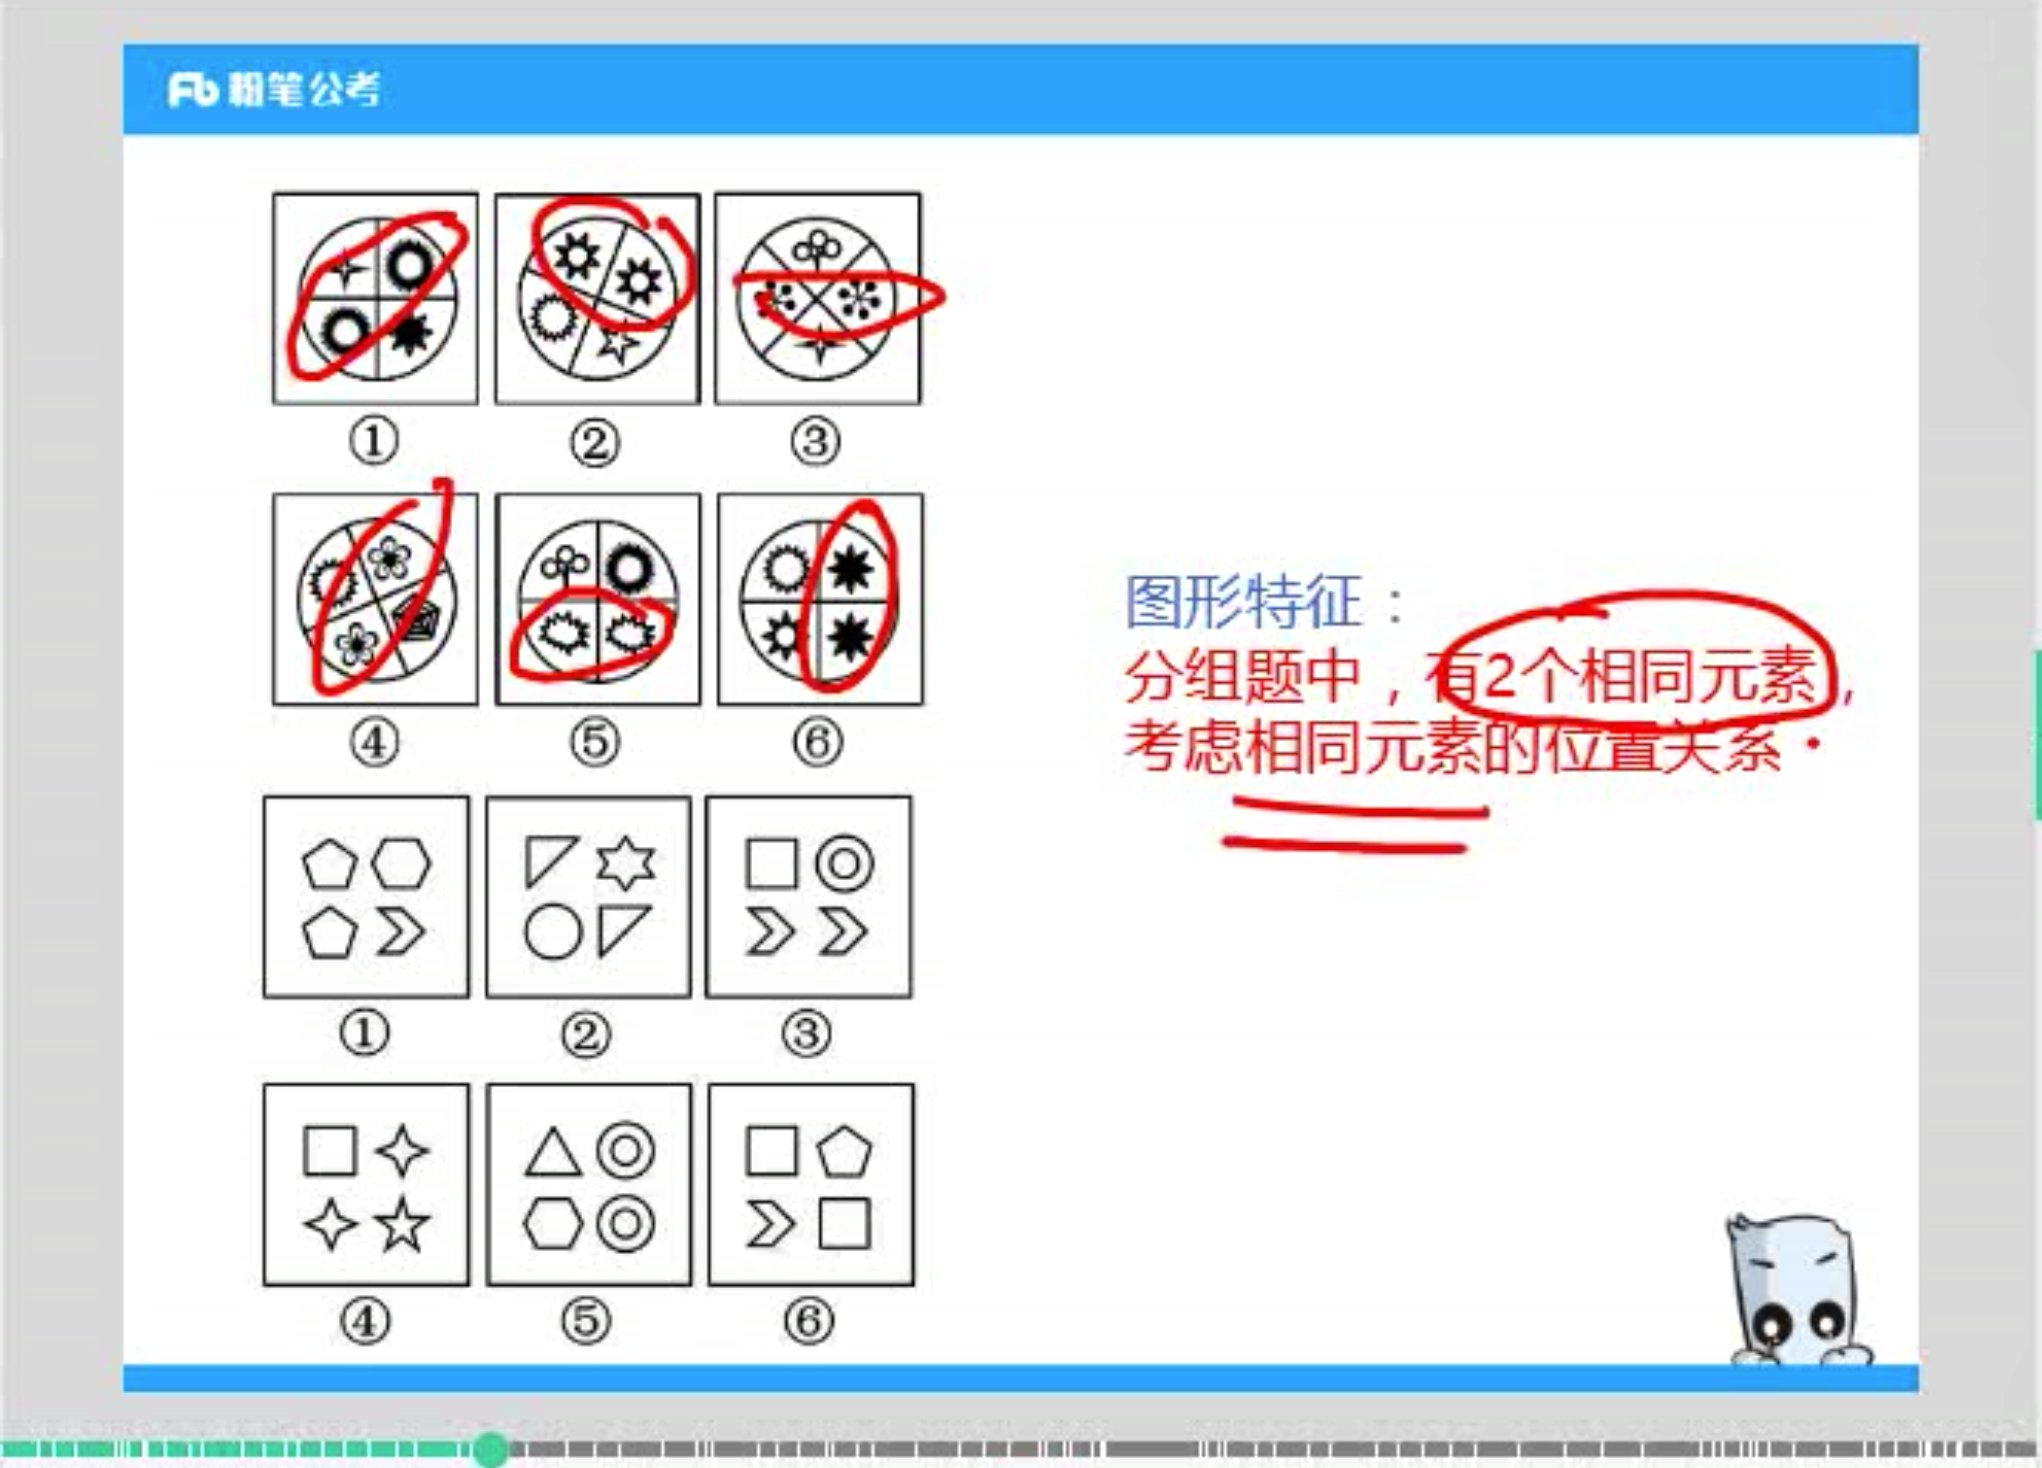 Fb 粉笔公考
① ② ③
④ ⑤ ⑥
① ② ③
④ ⑤ ⑥
图形特征：
分组题中，有2个相同元素，
考虑相同元素的位置关系·